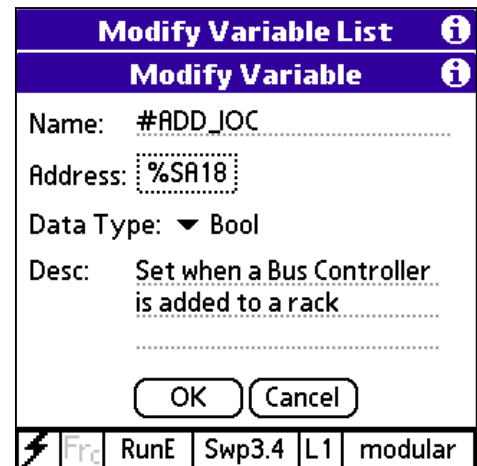 Modify Variable List
Modify Variable
Name: #ADD_IOC
Address: %SA18
Data Type: Bool
Desc: Set when a Bus Controller
is added to a rack
OK Cancel
Frc RunE Swp3.4 L1 modular